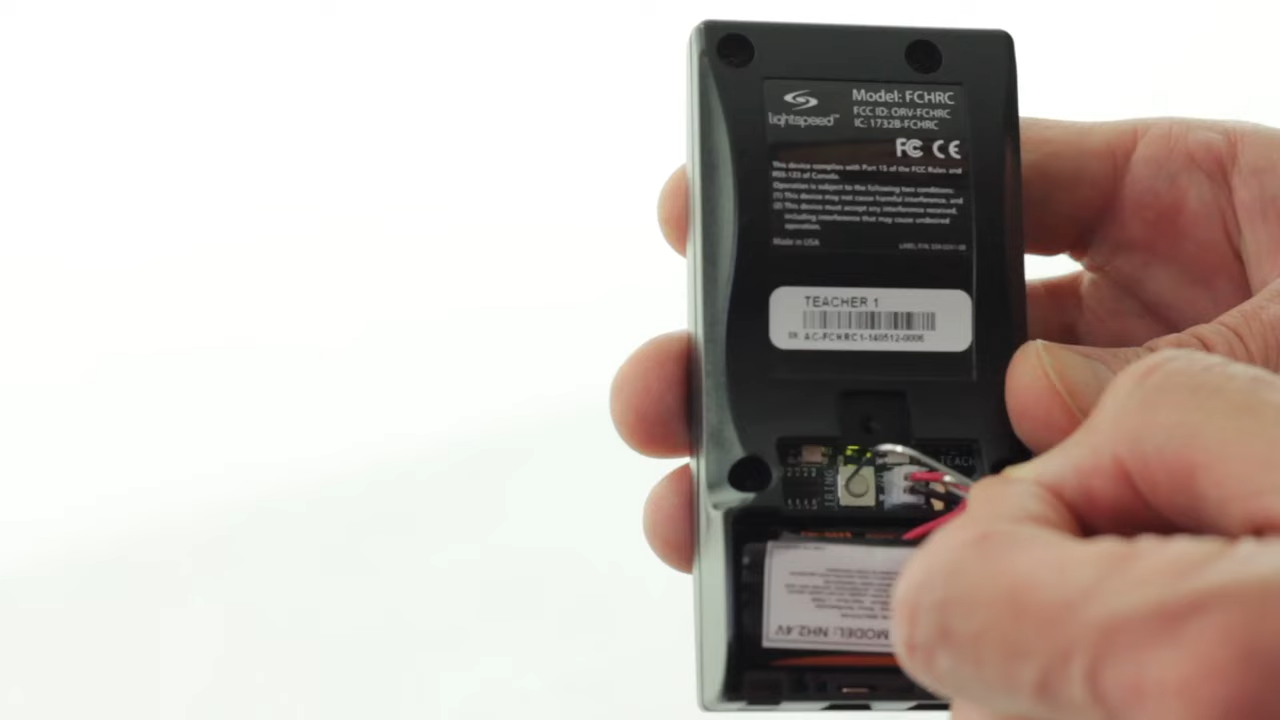 Model: FCHRC
FCC ID: ORV-FCHRC
IC: 1732B-FCHRC
lightspeed™
FC CE
This device complies with Part 15 of the FCC Rules and
RSS-123 of Canada.
Operation is subject to the following two conditions:
(1) This device may not cause harmful interference, and
(2) This device must accept any interference received,
including interference that may cause undesired
operation.
Made in USA
TEACHER 1
AC-FCHRC1-140512-0006
TEACH
IRING
MODEL: NH2.4V